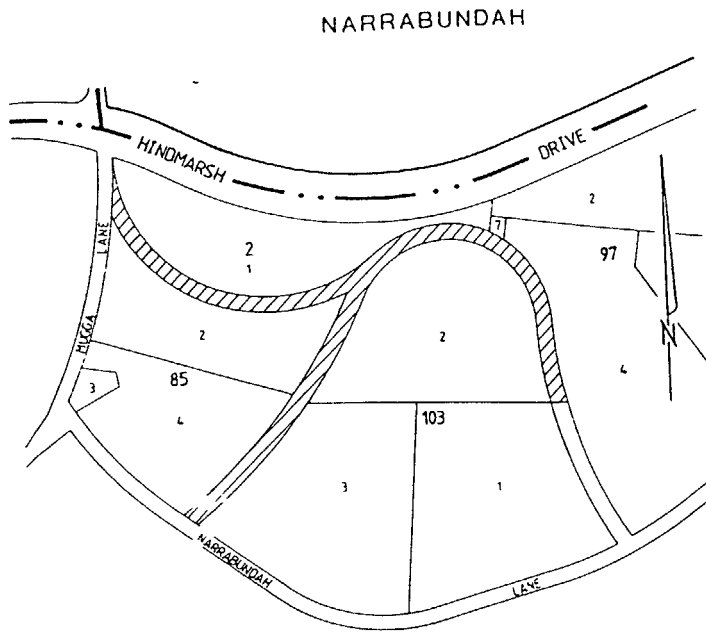 NARRABUNDAH
HINDMARSH
DRIVE
2
7
97
LANE
2
1
N
MUGGA
2
2
4
3
85
4
103
3
1
NARRABUNDAH
LANE